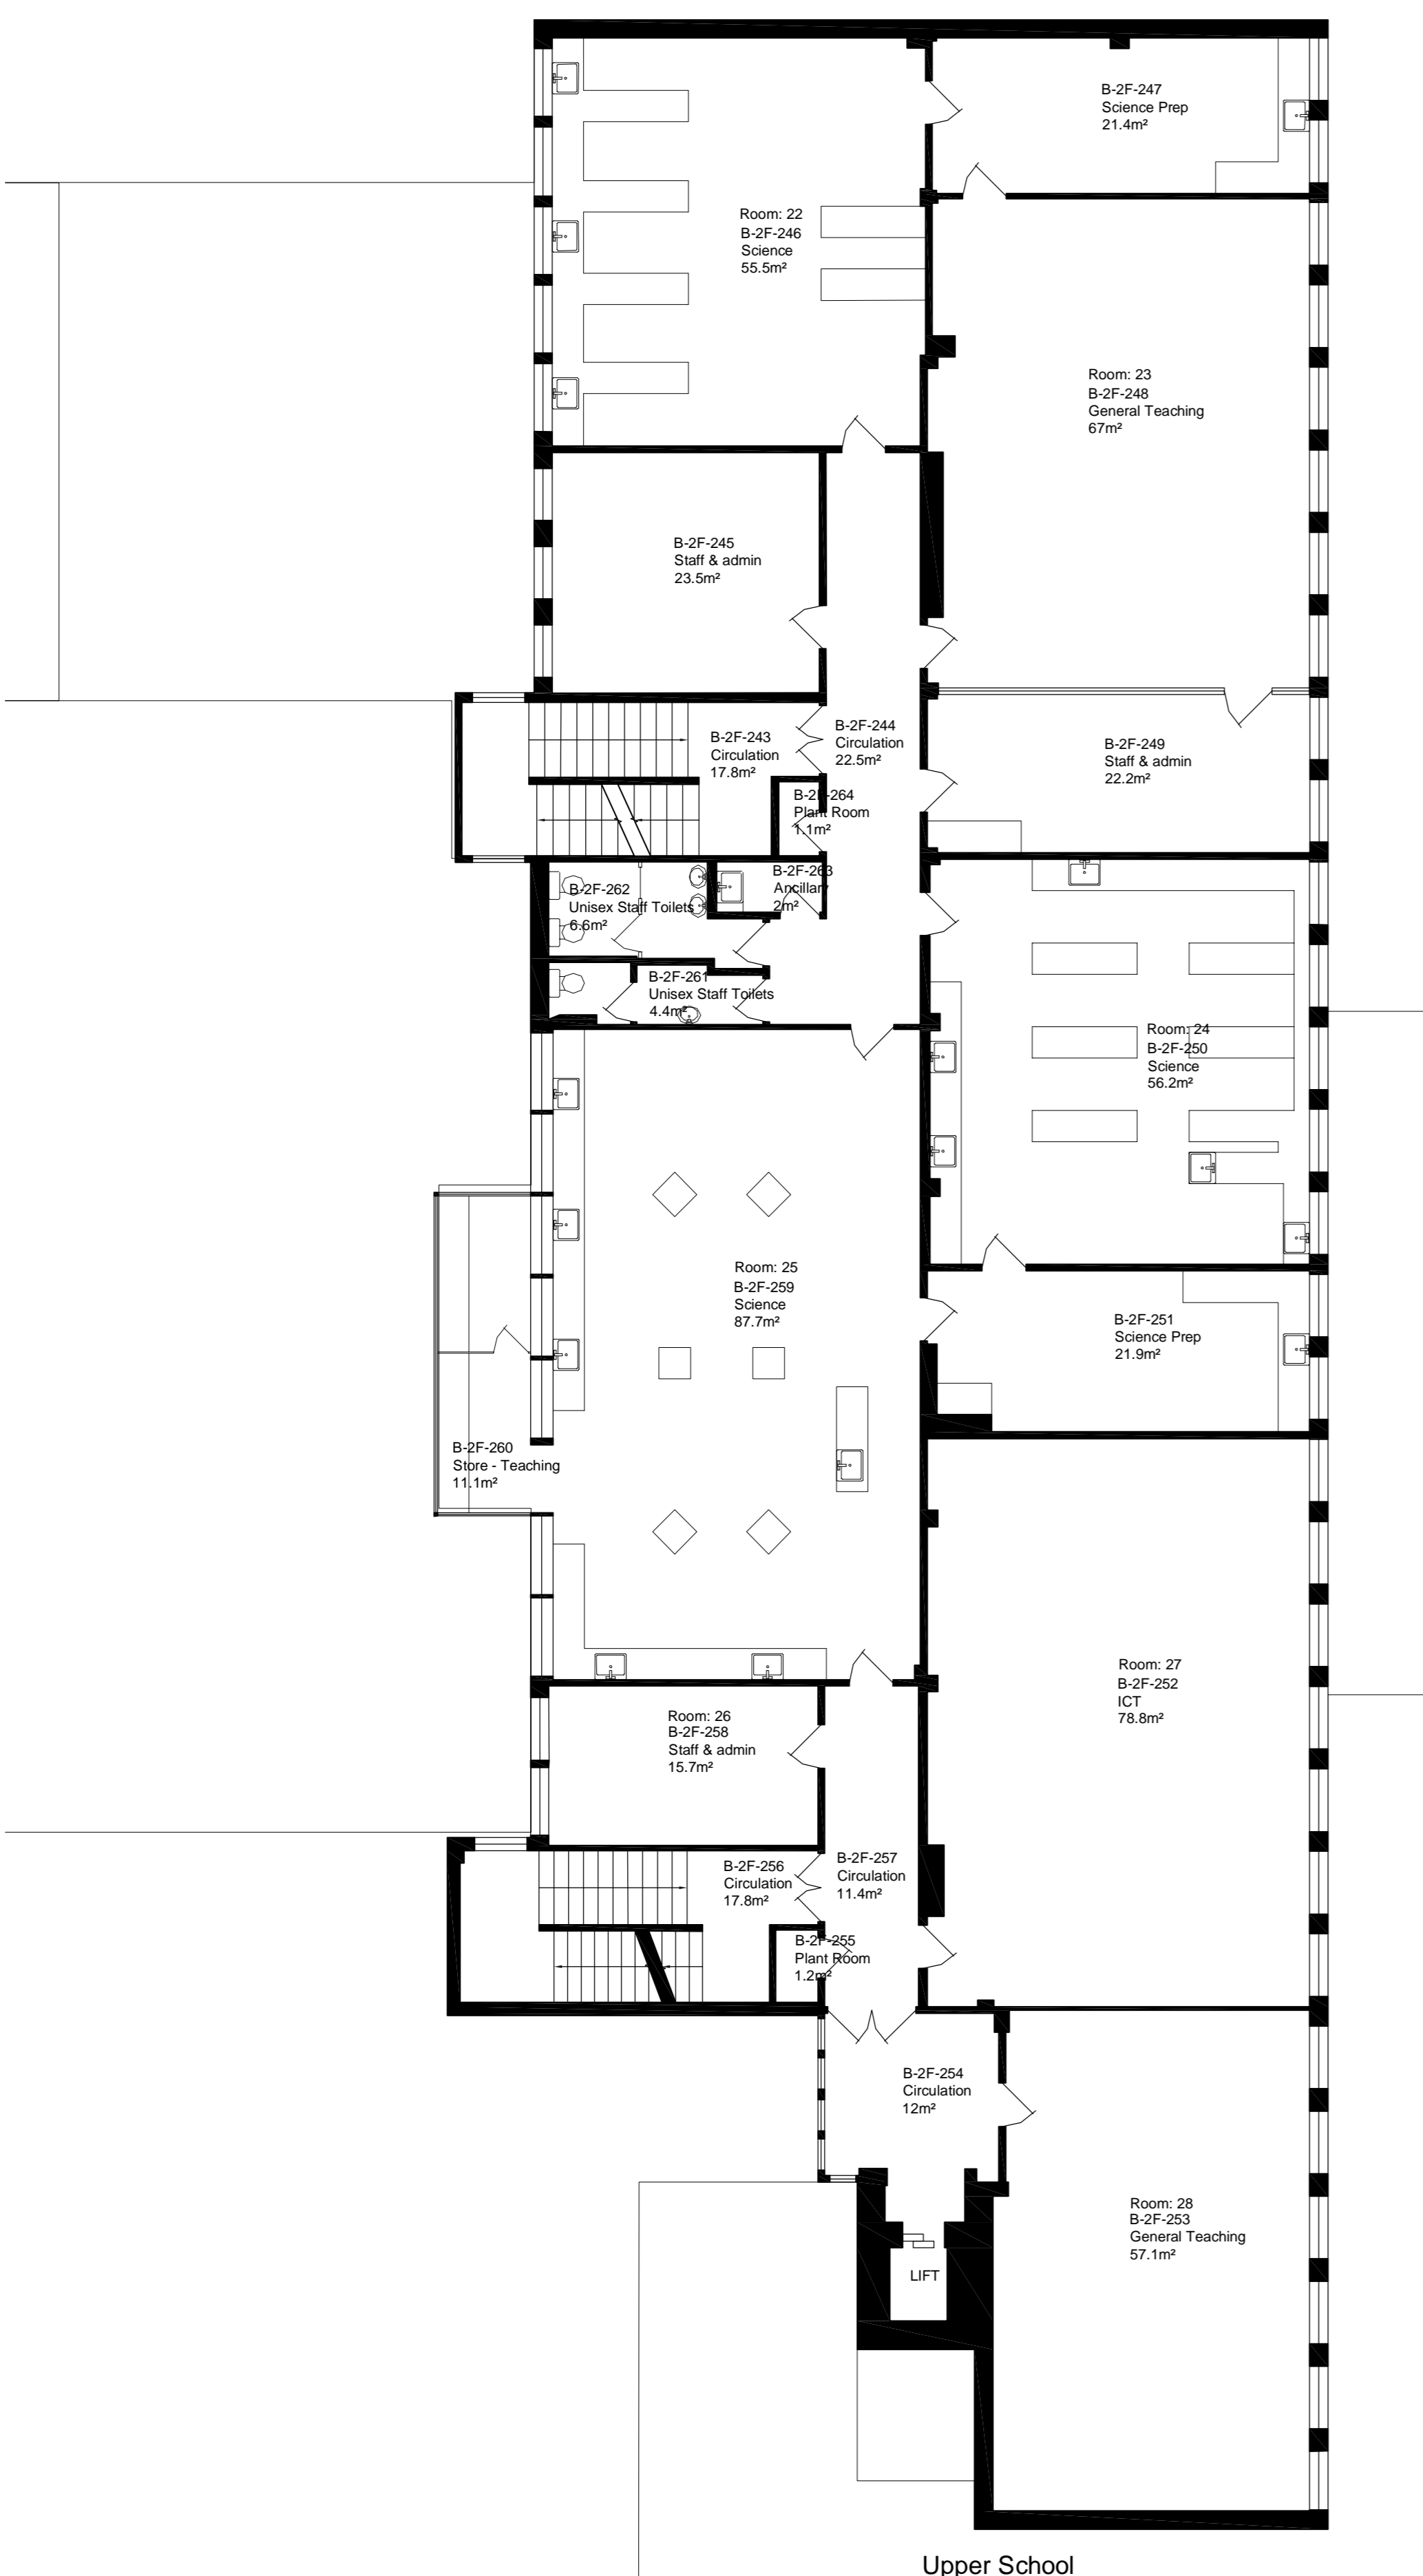 B-2F-247
Science Prep
21.4m²
Room: 22
B-2F-246
Science
55.5m²
Room: 23
B-2F-248
General Teaching
67m²
B-2F-245
Staff & admin
23.5m²
B-2F-243
Circulation
17.8m²
B-2F-244
Circulation
22.5m²
B-2F-249
Staff & admin
22.2m²
B-2F-264
Plant Room
1.1m²
B-2F-263
Ancillary
2m²
B-2F-262
Unisex Staff Toilets
6.6m²
B-2F-261
Unisex Staff Toilets
4.4m²
Room: 24
B-2F-250
Science
56.2m²
Room: 25
B-2F-259
Science
87.7m²
B-2F-251
Science Prep
21.9m²
B-2F-260
Store - Teaching
11.1m²
Room: 27
B-2F-252
ICT
78.8m²
Room: 26
B-2F-258
Staff & admin
15.7m²
B-2F-256
Circulation
17.8m²
B-2F-257
Circulation
11.4m²
B-2F-255
Plant Room
1.2m²
B-2F-254
Circulation
12m²
Room: 28
B-2F-253
General Teaching
57.1m²
LIFT
Upper School